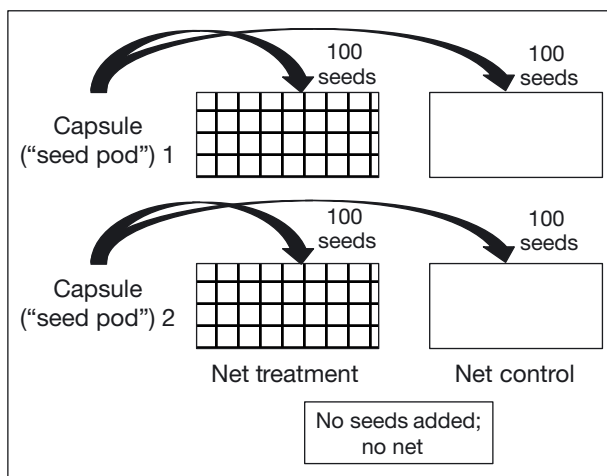 100
seeds
100
seeds
Capsule
(“seed pod”) 1
100
seeds
100
seeds
Capsule
(“seed pod”) 2
Net treatment
Net control
No seeds added;
no net